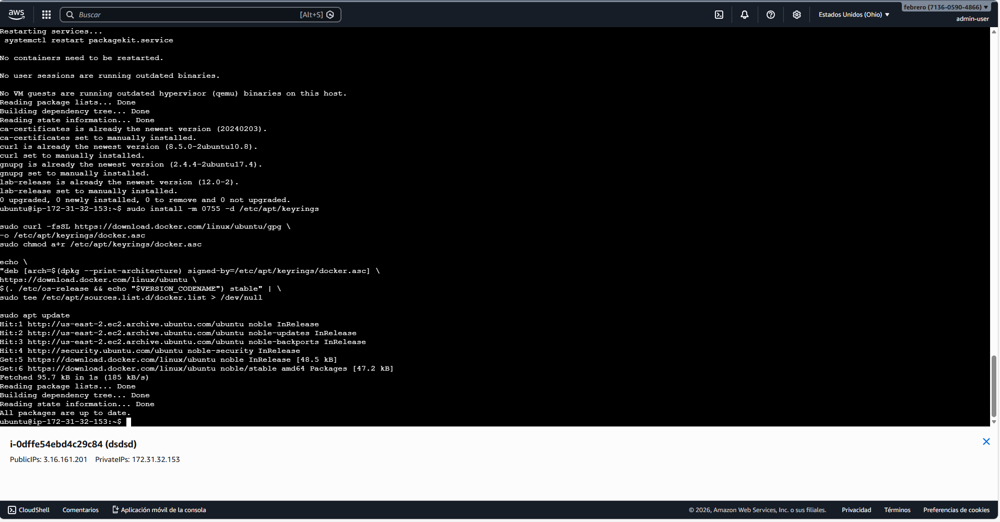 aws
Buscar [Alt+S]
Estados Unidos (Ohio)
febrero (7136-0590-4866)
admin-user
Restarting services...
 systemctl restart packagekit.service
No containers need to be restarted.
No user sessions are running outdated binaries.
No VM guests are running outdated hypervisor (qemu) binaries on this host.
Reading package lists... Done
Building dependency tree... Done
Reading state information... Done
ca-certificates is already the newest version (20240203).
ca-certificates set to manually installed.
curl is already the newest version (8.5.0-2ubuntu10.8).
curl set to manually installed.
gnupg is already the newest version (2.4.4-2ubuntu17.4).
gnupg set to manually installed.
lsb-release is already the newest version (12.0-2).
lsb-release set to manually installed.
0 upgraded, 0 newly installed, 0 to remove and 0 not upgraded.
ubuntu@ip-172-31-32-153:~$ sudo install -m 0755 -d /etc/apt/keyrings
sudo curl -fsSL https://download.docker.com/linux/ubuntu/gpg \
-o /etc/apt/keyrings/docker.asc
sudo chmod a+r /etc/apt/keyrings/docker.asc
echo \
"deb [arch=$(dpkg --print-architecture) signed-by=/etc/apt/keyrings/docker.asc] \
https://download.docker.com/linux/ubuntu \
$(. /etc/os-release && echo "$VERSION_CODENAME") stable" | \
sudo tee /etc/apt/sources.list.d/docker.list > /dev/null
sudo apt update
Hit:1 http://us-east-2.ec2.archive.ubuntu.com/ubuntu noble InRelease
Hit:2 http://us-east-2.ec2.archive.ubuntu.com/ubuntu noble-updates InRelease
Hit:3 http://us-east-2.ec2.archive.ubuntu.com/ubuntu noble-backports InRelease
Hit:4 http://security.ubuntu.com/ubuntu noble-security InRelease
Get:5 https://download.docker.com/linux/ubuntu noble InRelease [48.5 kB]
Get:6 https://download.docker.com/linux/ubuntu noble/stable amd64 Packages [47.2 kB]
Fetched 95.7 kB in 1s (185 kB/s)
Reading package lists... Done
Building dependency tree... Done
Reading state information... Done
All packages are up to date.
ubuntu@ip-172-31-32-153:~$
i-0dffe54ebd4c29c84 (dsdsd)
PublicIPs: 3.16.161.201 PrivateIPs: 172.31.32.153
CloudShell Comentarios Aplicación móvil de la consola © 2026, Amazon Web Services, Inc. o sus filiales. Privacidad Términos Preferencias de cookies